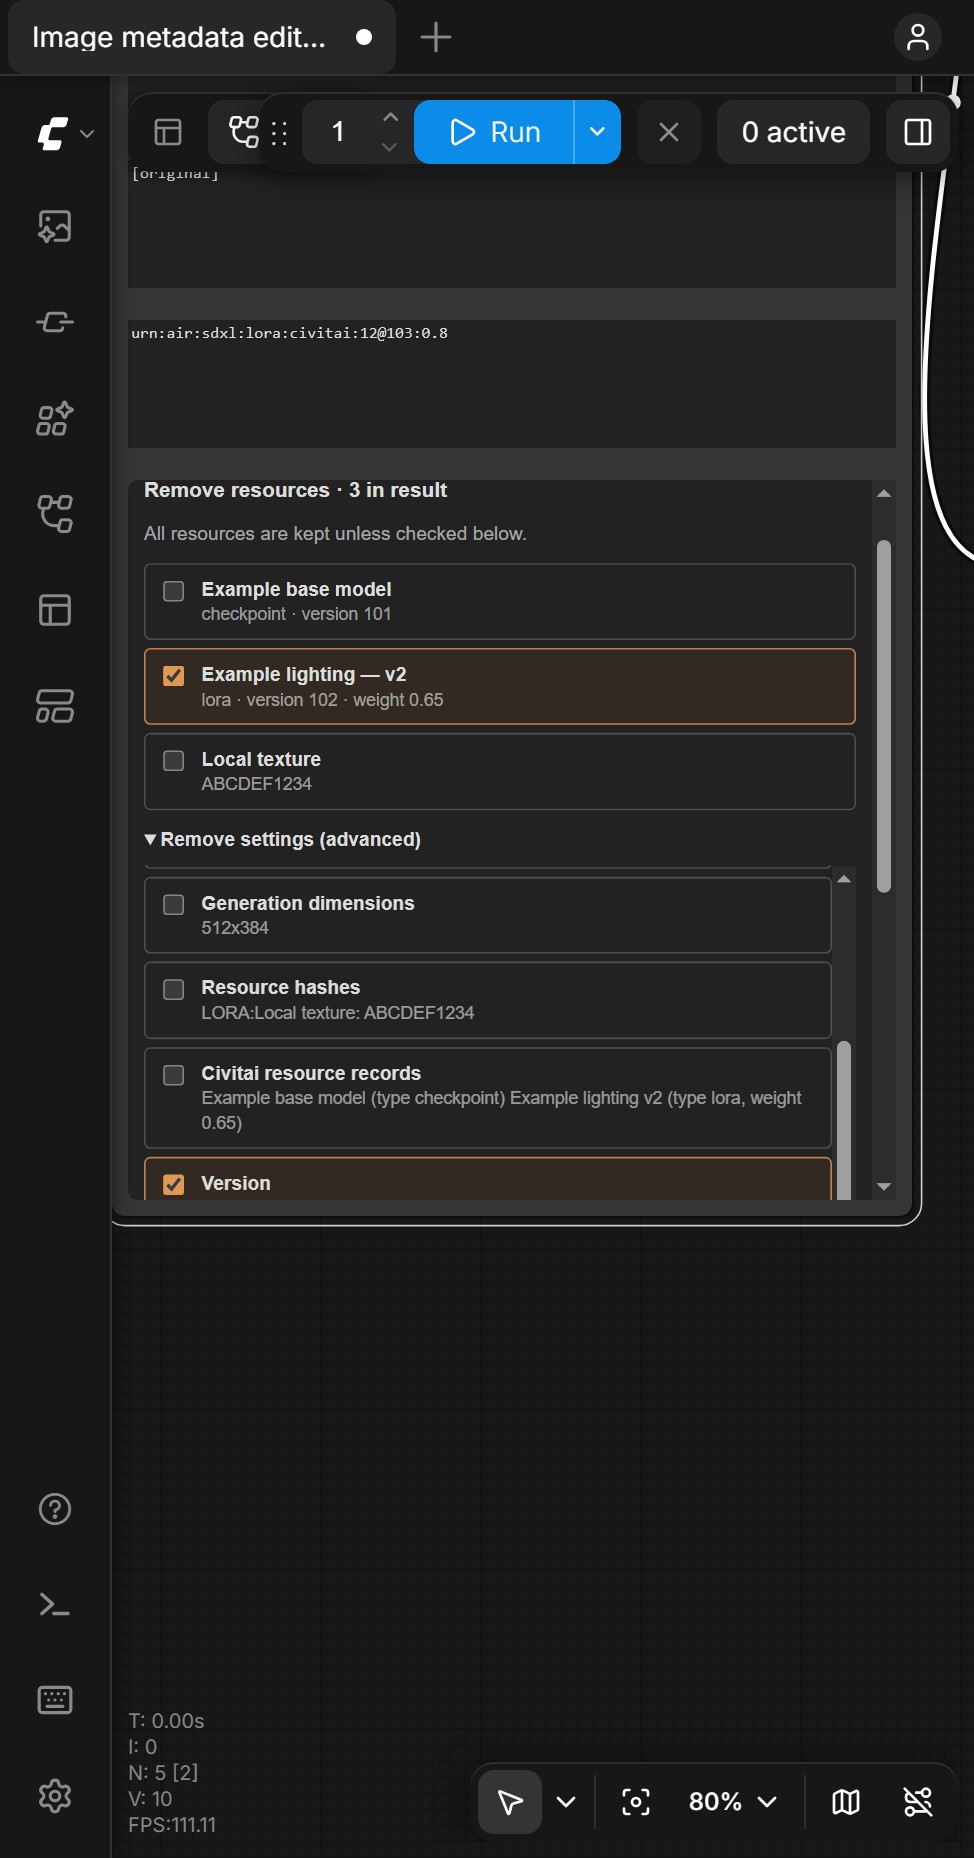 Image metadata edit...
1
Run
0 active
[original]
urn:air:sdxl:lora:civitai:12@103:0.8
Remove resources · 3 in result
All resources are kept unless checked below.
Example base model
checkpoint · version 101
Example lighting — v2
lora · version 102 · weight 0.65
Local texture
ABCDEF1234
▼ Remove settings (advanced)
Generation dimensions
512x384
Resource hashes
LORA:Local texture: ABCDEF1234
Civitai resource records
Example base model (type checkpoint) Example lighting v2 (type lora, weight
0.65)
Version
T: 0.00s
I: 0
N: 5 [2]
V: 10
FPS:111.11
80%